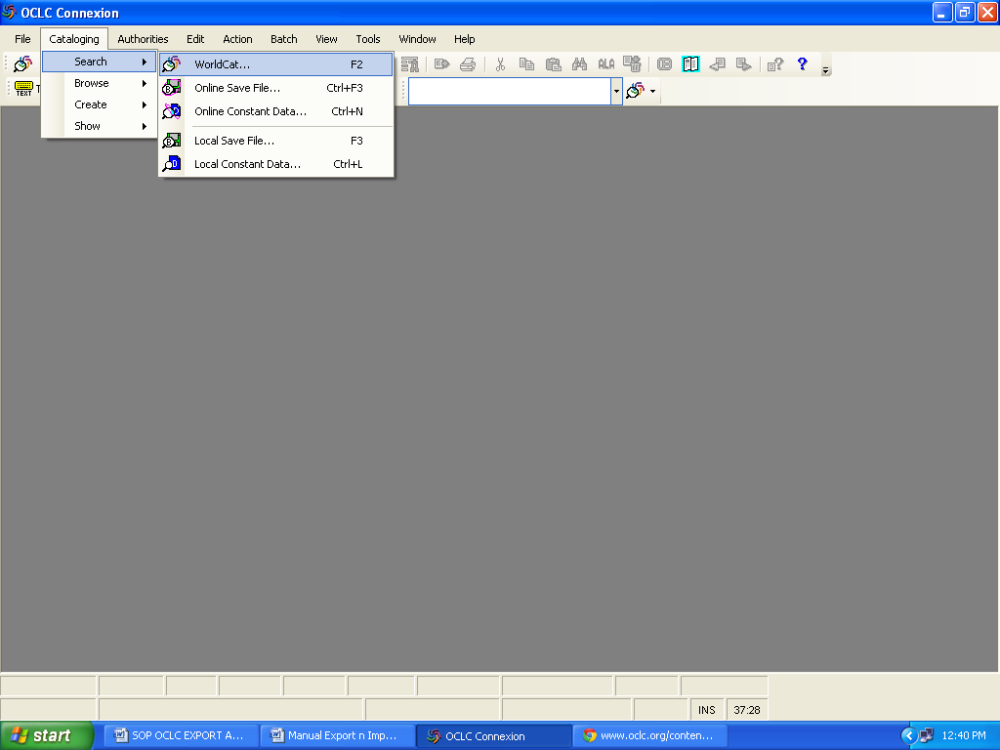 OCLC Connexion
File Cataloging Authorities Edit Action Batch View Tools Window Help
Search
Browse
Create
Show
WorldCat... F2
Online Save File... Ctrl+F3
Online Constant Data... Ctrl+N
Local Save File... F3
Local Constant Data... Ctrl+L
ALA
TEXT
INS 37:28
start SOP OCLC EXPORT A... Manual Export n Imp... OCLC Connexion www.oclc.org/conten... 12:40 PM